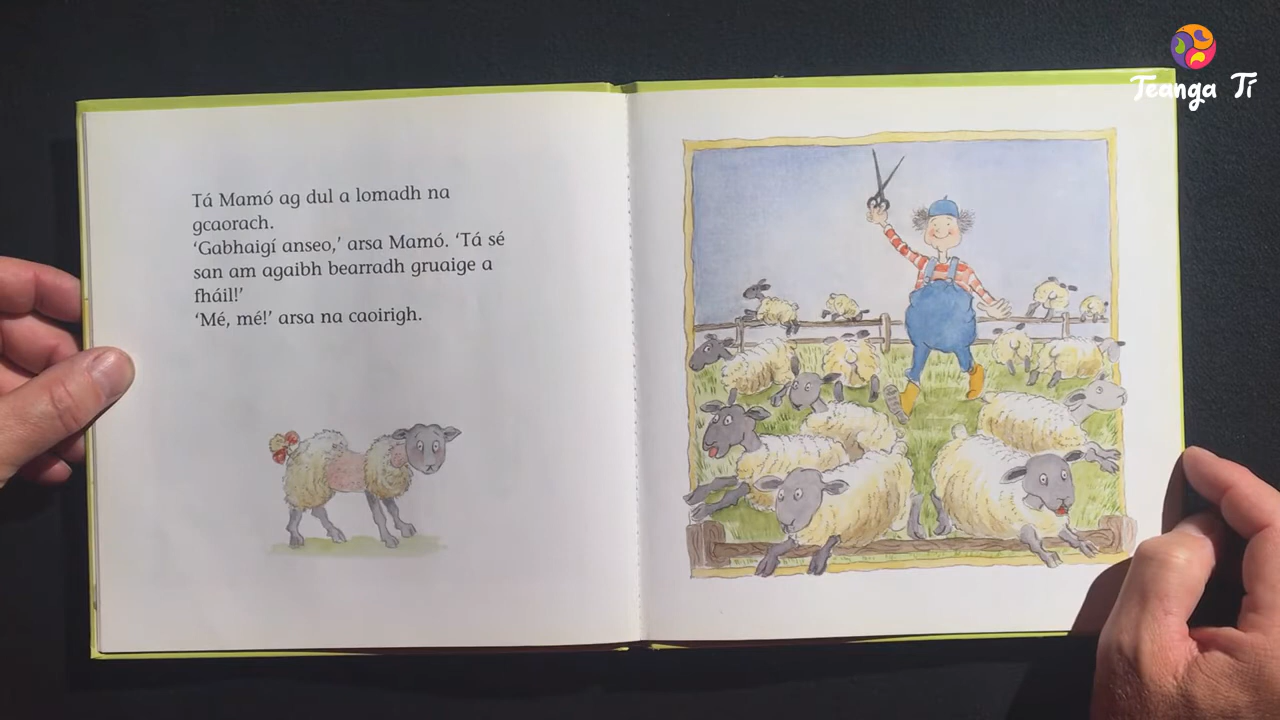 Tá Mamó ag dul a lomadh na
gcaorach.
‘Gabhaigí anseo,’ arsa Mamó. ‘Tá sé
san am agaibh bearradh gruaige a
fháil!’
‘Mé, mé!’ arsa na caoirigh.
Teanga Tí